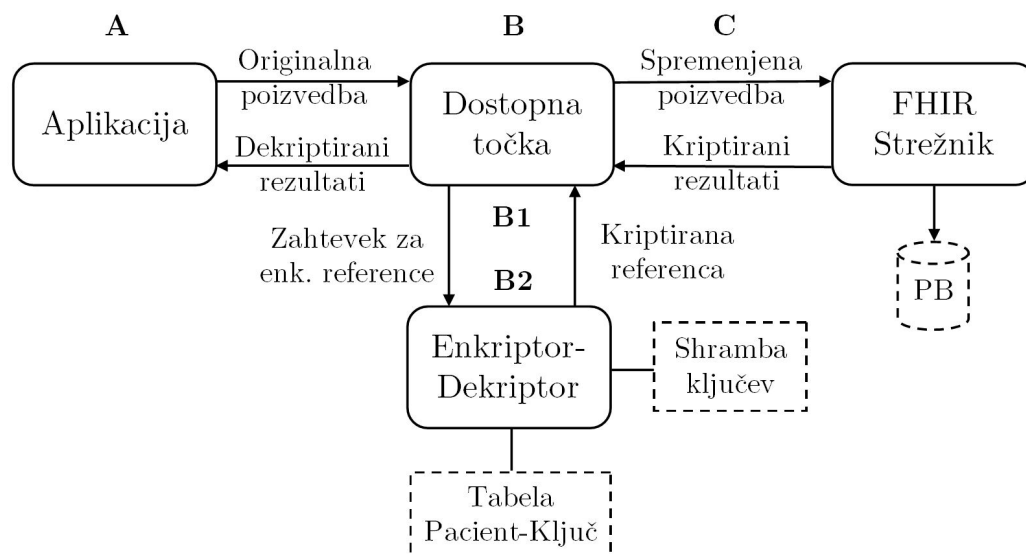 A
B
C
Originalna
poizvedba
Spremenjena
poizvedba
Aplikacija
Dostopna
točka
FHIR
Strežnik
Dekriptirani
rezultati
Kriptirani
rezultati
B1
Zahtevek za
enk. reference
Kriptirana
referenca
B2
PB
Enkriptor-
Dekriptor
Shramba
ključev
Tabela
Pacient-Ključ